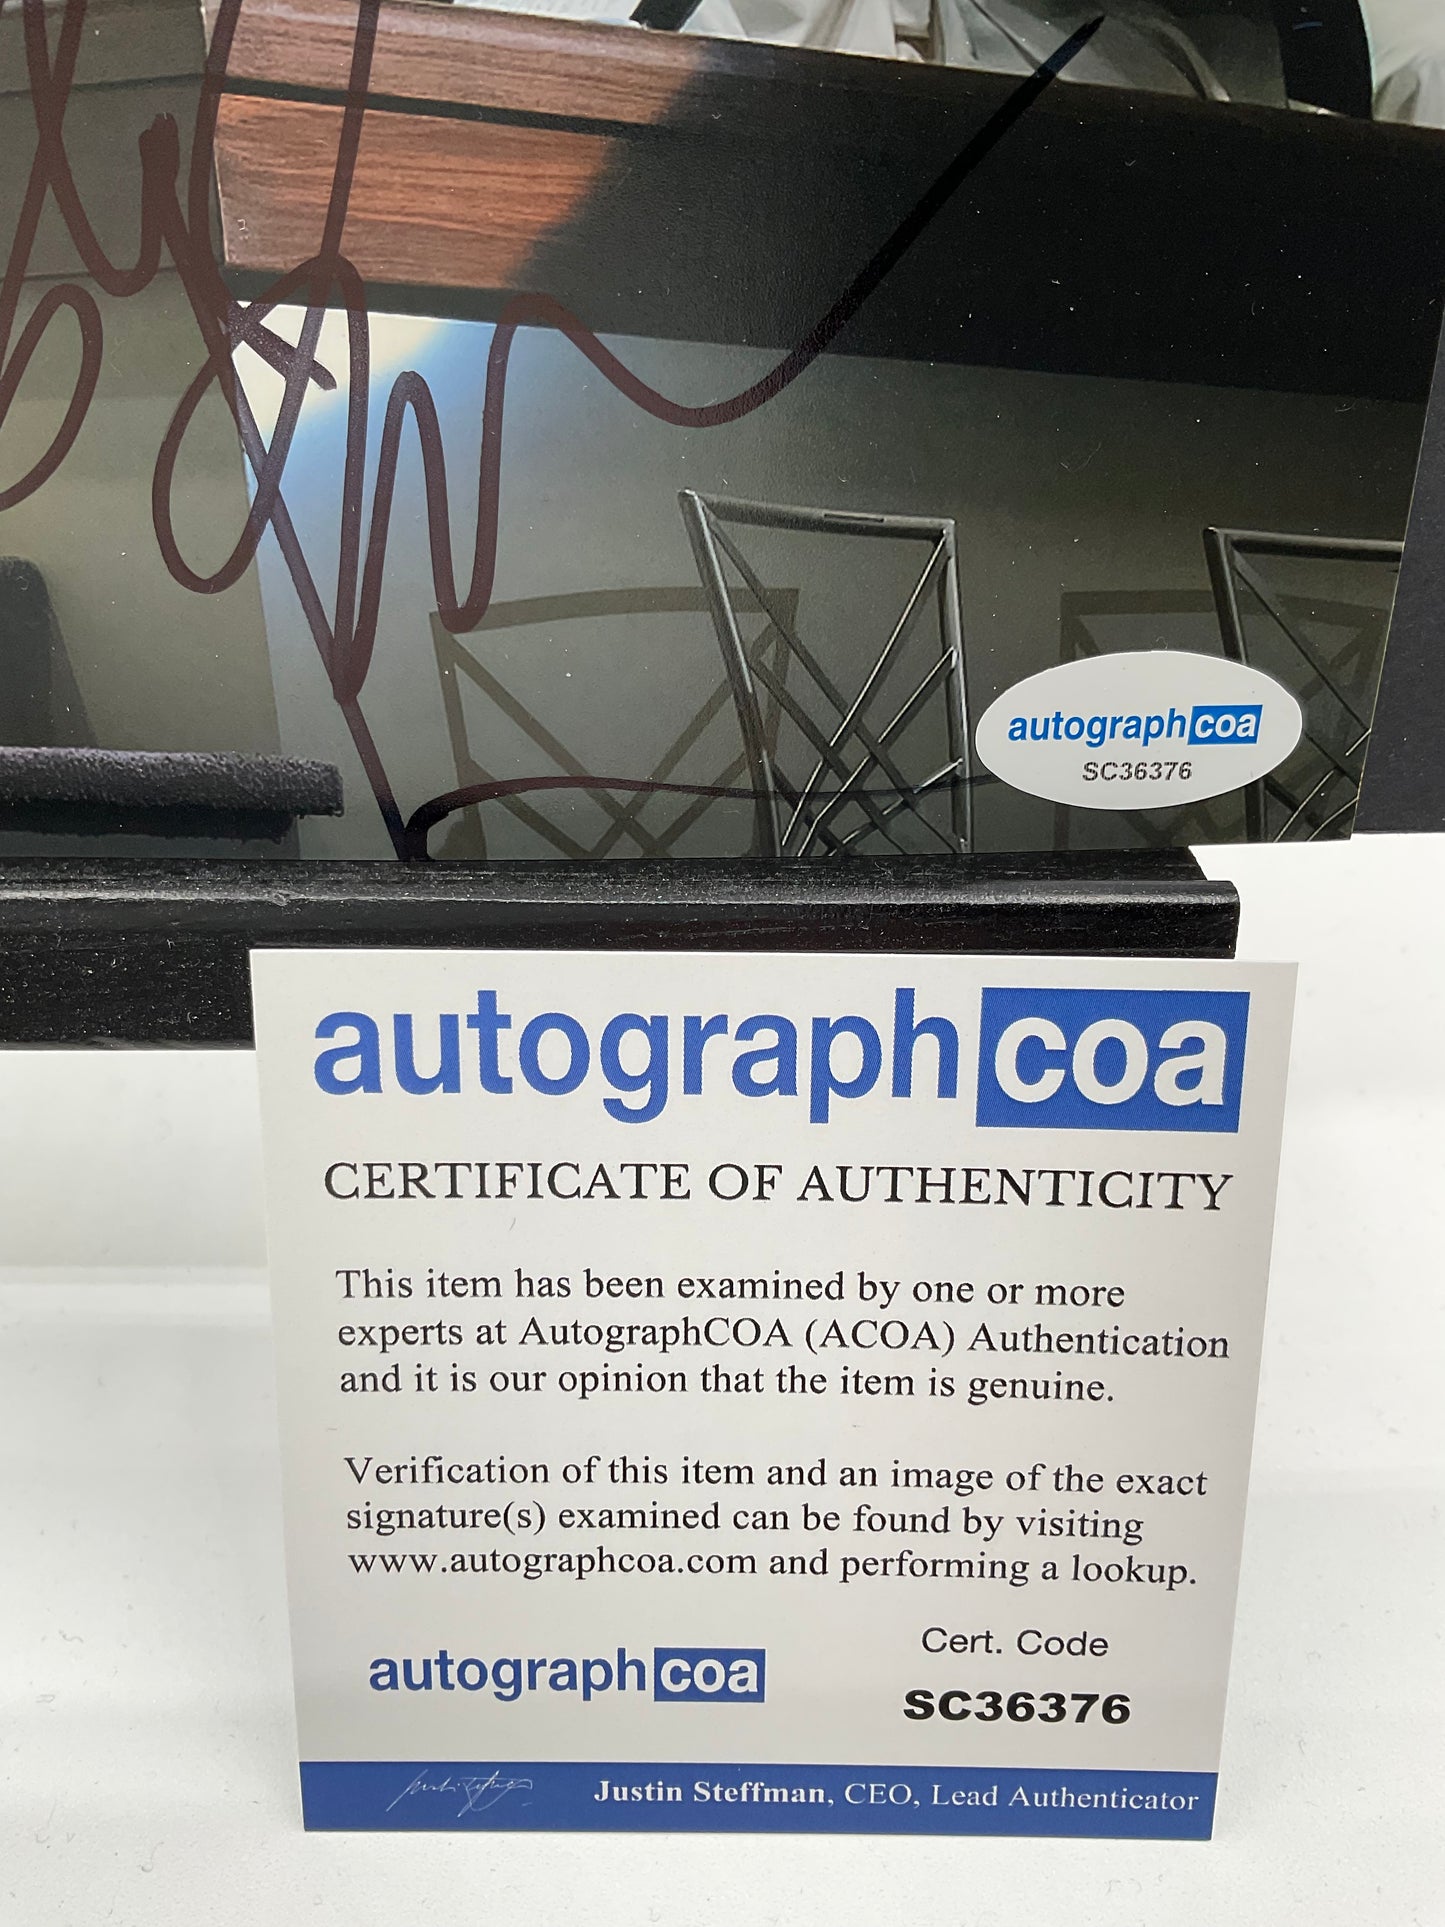 autographcoa
SC36376
autographcoa
CERTIFICATE OF AUTHENTICITY
This item has been examined by one or more
experts at AutographCOA (ACOA) Authentication
and it is our opinion that the item is genuine.
Verification of this item and an image of the exact
signature(s) examined can be found by visiting
www.autographcoa.com and performing a lookup.
autographcoa
Cert. Code
SC36376
Justin Steffman, CEO, Lead Authenticator